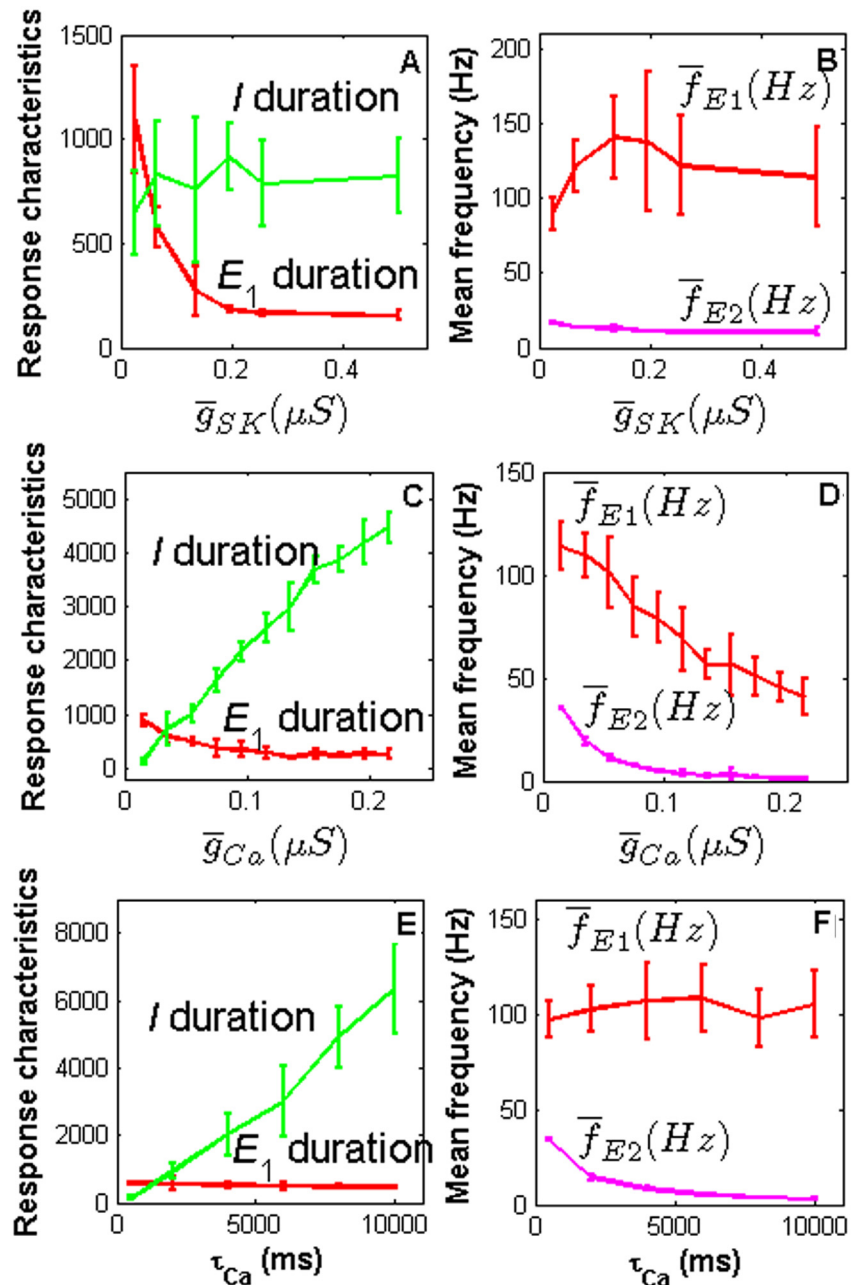 Response characteristics
1500
1000
500
0
A
I duration
E1 duration
0
0.2
0.4
g̅SK(μS)
Mean frequency (Hz)
200
150
100
50
0
B
f̅E1(Hz)
f̅E2(Hz)
0
0.2
0.4
g̅SK(μS)
Response characteristics
5000
4000
3000
2000
1000
0
C
I duration
E1 duration
0
0.1
0.2
g̅Ca(μS)
Mean frequency (Hz)
150
100
50
0
D
f̅E1(Hz)
f̅E2(Hz)
0
0.1
0.2
g̅Ca(μS)
Response characteristics
8000
6000
4000
2000
0
E
I duration
E1 duration
0
5000
10000
τCa (ms)
Mean frequency (Hz)
150
100
50
0
F
f̅E1(Hz)
f̅E2(Hz)
0
5000
10000
τCa (ms)